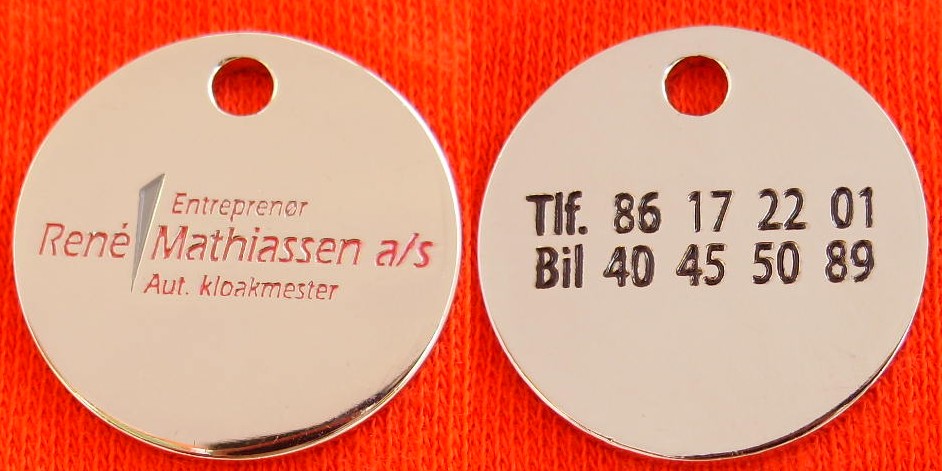 Entreprenør
René Mathiassen a/s
Aut. kloakmester
Tlf. 86 17 22 01
Bil 40 45 50 89